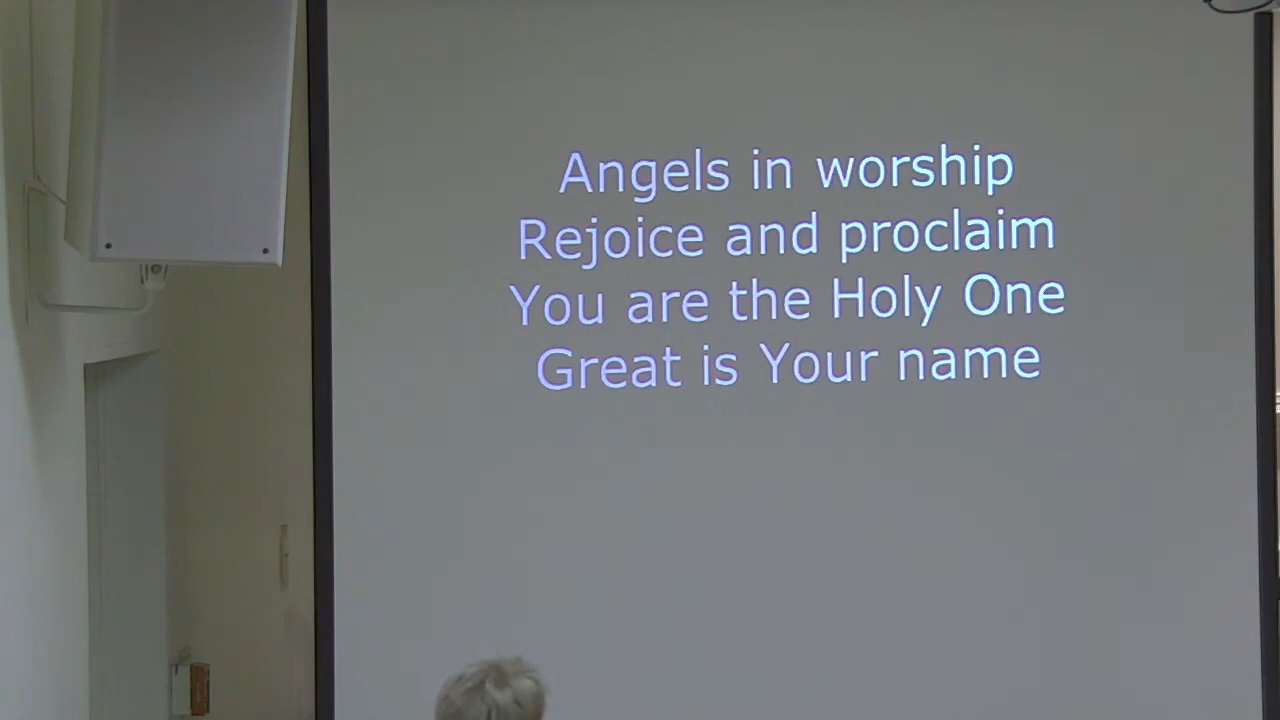 Angels in worship
Rejoice and proclaim
You are the Holy One
Great is Your name